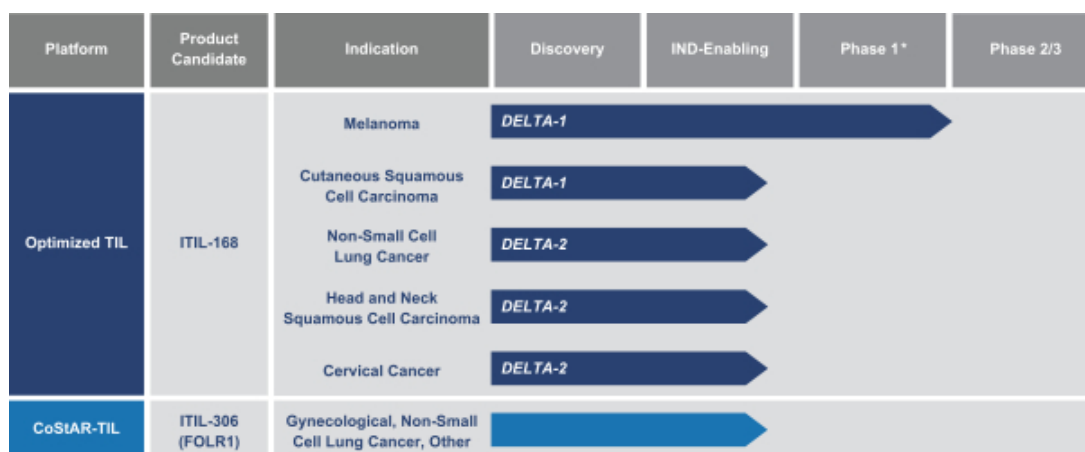 Platform
Product
Candidate
Indication
Discovery
IND-Enabling
Phase 1*
Phase 2/3
Optimized TIL
ITIL-168
Melanoma
DELTA-1
Cutaneous Squamous
Cell Carcinoma
DELTA-1
Non-Small Cell
Lung Cancer
DELTA-2
Head and Neck
Squamous Cell Carcinoma
DELTA-2
Cervical Cancer
DELTA-2
CoStAR-TIL
ITIL-306
(FOLR1)
Gynecological, Non-Small
Cell Lung Cancer, Other